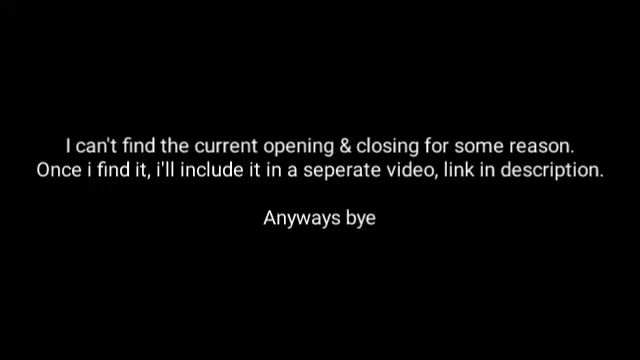 I can't find the current opening & closing for some reason.
Once i find it, i'll include it in a seperate video, link in description.
Anyways bye